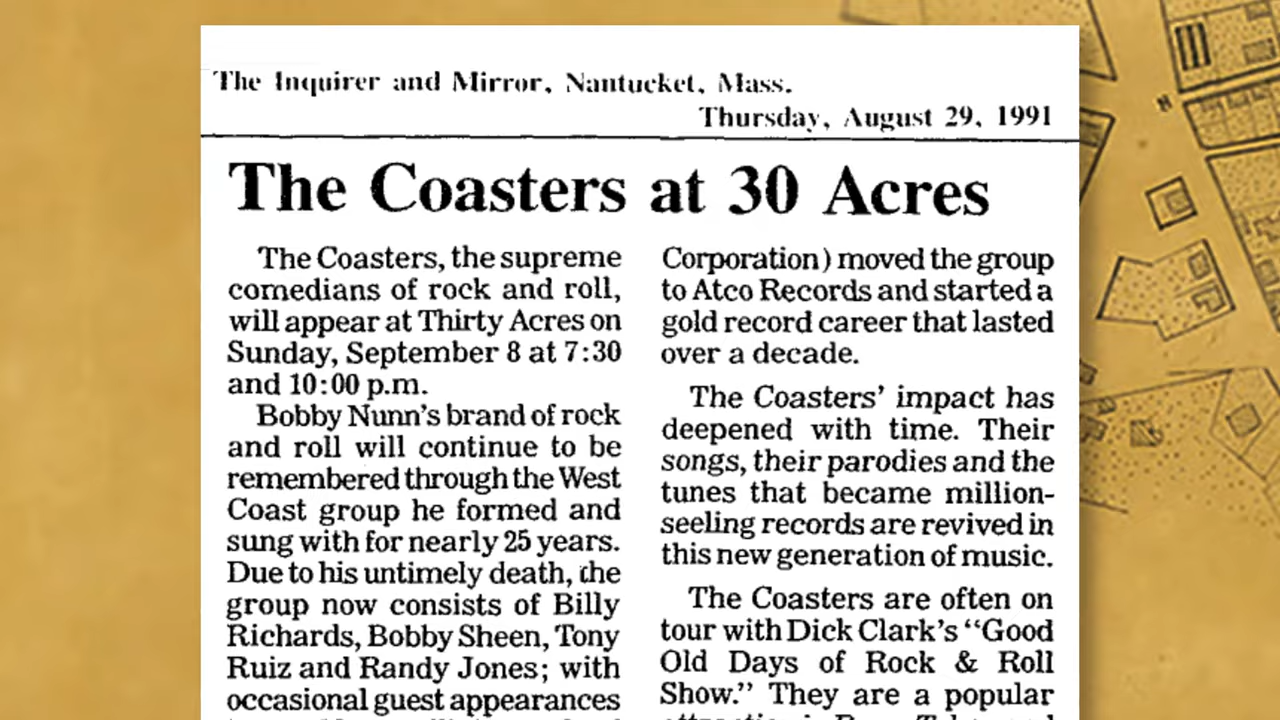 The Inquirer and Mirror, Nantucket, Mass.
Thursday, August 29, 1991
The Coasters at 30 Acres
The Coasters, the supreme
comedians of rock and roll,
will appear at Thirty Acres on
Sunday, September 8 at 7:30
and 10:00 p.m.
Bobby Nunn's brand of rock
and roll will continue to be
remembered through the West
Coast group he formed and
sung with for nearly 25 years.
Due to his untimely death, the
group now consists of Billy
Richards, Bobby Sheen, Tony
Ruiz and Randy Jones; with
occasional guest appearances
Corporation) moved the group
to Atco Records and started a
gold record career that lasted
over a decade.
The Coasters' impact has
deepened with time. Their
songs, their parodies and the
tunes that became million-
seeling records are revived in
this new generation of music.
The Coasters are often on
tour with Dick Clark's "Good
Old Days of Rock & Roll
Show." They are a popular